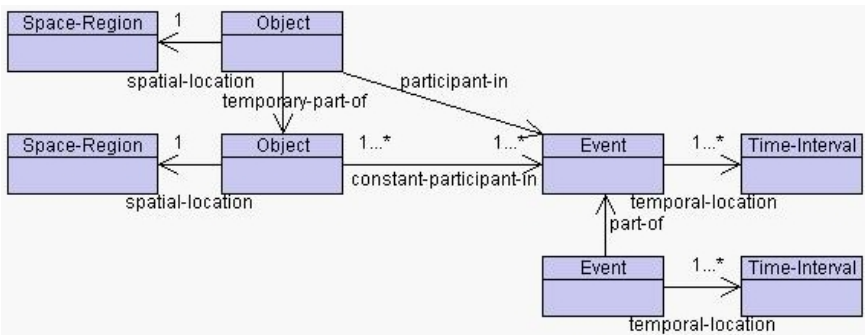 Space-Region 1 Object
spatial-location participant-in
temporary-part-of
Space-Region 1 Object 1...* 1...* Event 1...* Time-Interval
constant-participant-in
spatial-location temporal-location
part-of
Event 1...* Time-Interval
temporal-location